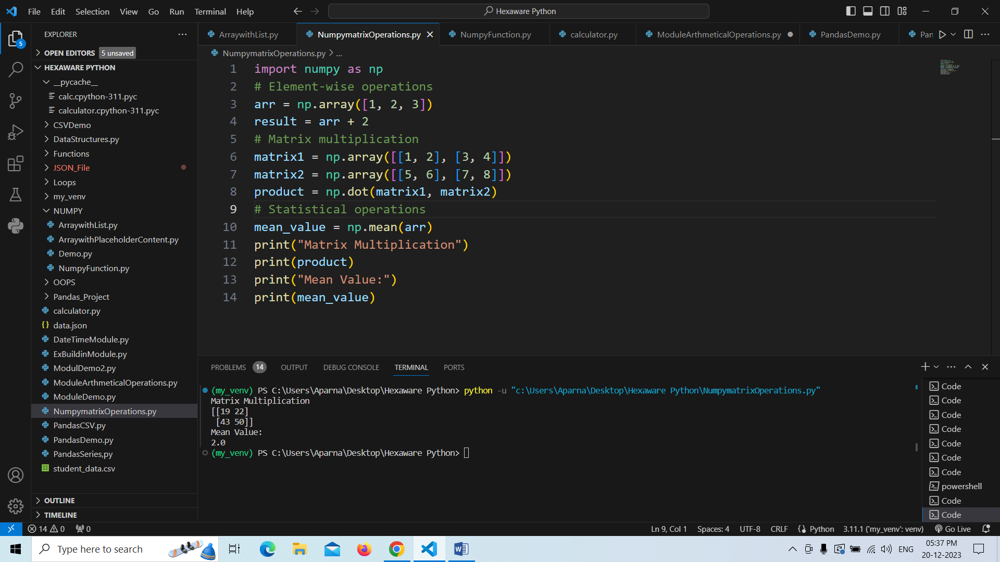 File Edit Selection View Go Run Terminal Help
Hexaware Python
5
EXPLORER
OPEN EDITORS 5 unsaved
HEXAWARE PYTHON
__pycache__
calc.cpython-311.pyc
calculator.cpython-311.pyc
CSVDemo
DataStructures.py
Functions
JSON_File
Loops
my_venv
NUMPY
ArraywithList.py
ArraywithPlaceholderContent.py
Demo.py
NumpyFunction.py
OOPS
Pandas_Project
calculator.py
data.json
DateTimeModule.py
ExBuildinModule.py
ModulDemo2.py
ModuleArthmeticalOperations.py
ModuleDemo.py
NumpymatrixOperations.py
PandasCSV.py
PandasDemo.py
PandasSeries,py
student_data.csv
OUTLINE
TIMELINE
ArraywithList.py NumpymatrixOperations.py NumpyFunction.py calculator.py ModuleArthmeticalOperations.py PandasDemo.py Pan
NumpymatrixOperations.py > ...
1 import numpy as np
2 # Element-wise operations
3 arr = np.array([1, 2, 3])
4 result = arr + 2
5 # Matrix multiplication
6 matrix1 = np.array([[1, 2], [3, 4]])
7 matrix2 = np.array([[5, 6], [7, 8]])
8 product = np.dot(matrix1, matrix2)
9 # Statistical operations
10 mean_value = np.mean(arr)
11 print("Matrix Multiplication")
12 print(product)
13 print("Mean Value:")
14 print(mean_value)
PROBLEMS 14 OUTPUT DEBUG CONSOLE TERMINAL PORTS
(my_venv) PS C:\Users\Aparna\Desktop\Hexaware Python> python -u "c:\Users\Aparna\Desktop\Hexaware Python\NumpymatrixOperations.py"
Matrix Multiplication
[[19 22]
 [43 50]]
Mean Value:
2.0
(my_venv) PS C:\Users\Aparna\Desktop\Hexaware Python>
Code
Code
Code
Code
Code
Code
Code
powershell
Code
Code
14 0 0
Ln 9, Col 1 Spaces: 4 UTF-8 CRLF Python 3.11.1 ('my_venv': venv) Go Live
Type here to search
ENG
05:37 PM
20-12-2023